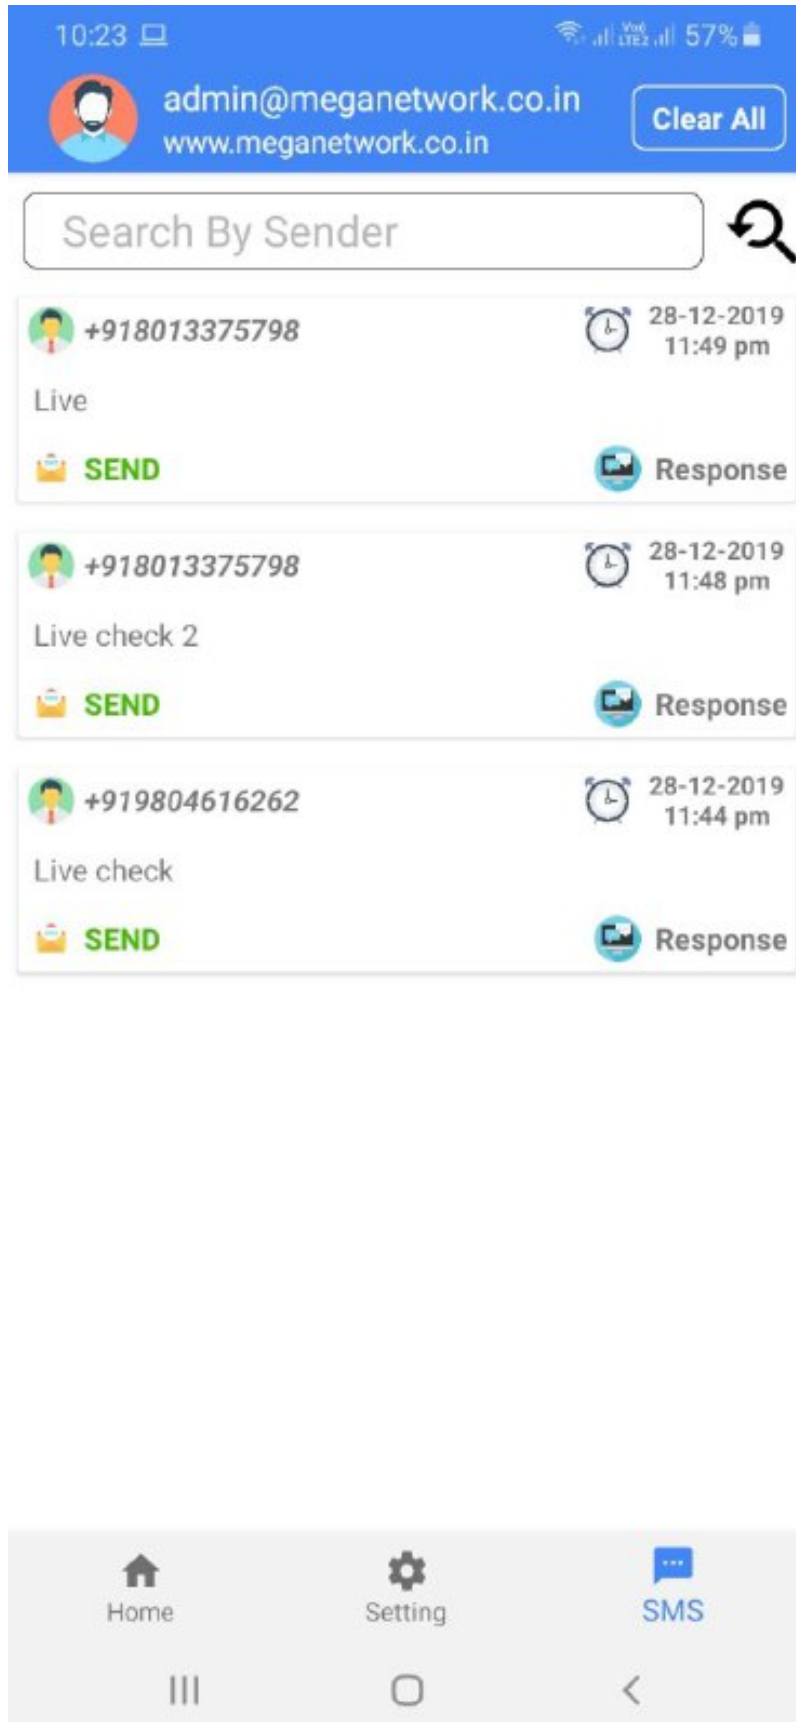 10:23 57%
admin@meganetwork.co.in
www.meganetwork.co.in
Clear All
Search By Sender
+918013375798 28-12-2019
11:49 pm
Live
SEND Response
+918013375798 28-12-2019
11:48 pm
Live check 2
SEND Response
+919804616262 28-12-2019
11:44 pm
Live check
SEND Response
Home Setting SMS